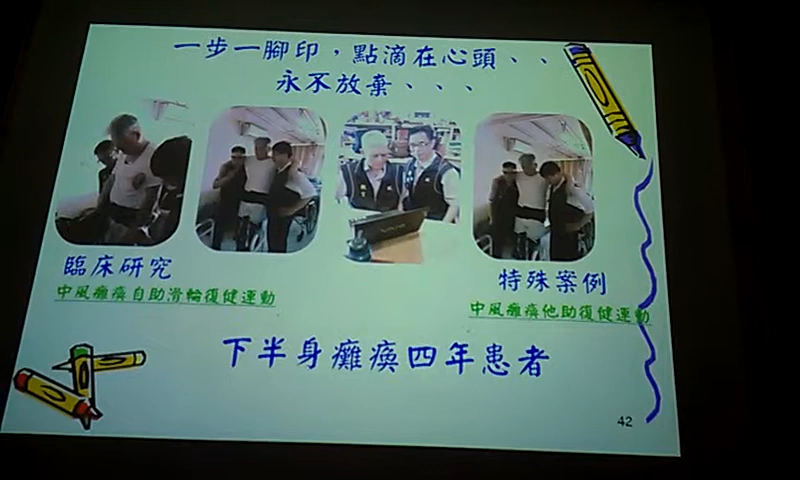 一步一腳印，點滴在心頭、、
永不放棄、、、
臨床研究
中風癱瘓自助滑輪復健運動
特殊案例
中風癱瘓他助復健運動
下半身癱瘓四年患者
42